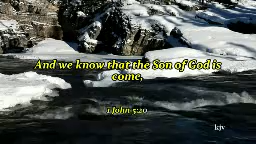 And we know that the Son of God is
come,
1 John 5:20
kjv